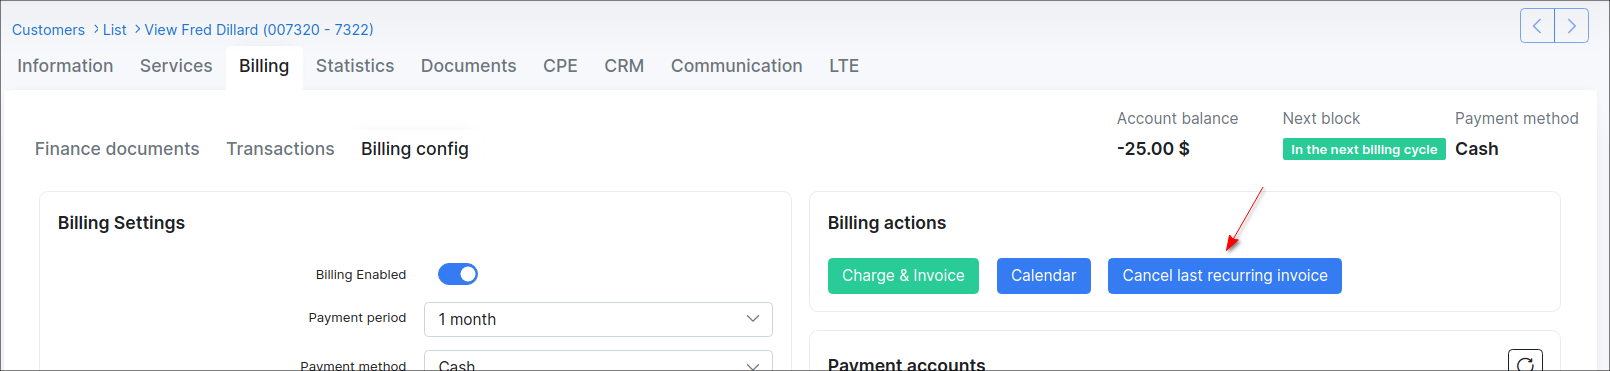 Customers > List > View Fred Dillard (007320 - 7322)
Information Services Billing Statistics Documents CPE CRM Communication LTE
Account balance Next block Payment method
-25.00 $ In the next billing cycle Cash
Finance documents Transactions Billing config
Billing Settings
Billing Enabled
Payment period 1 month
Payment method Cash
Billing actions
Charge & Invoice Calendar Cancel last recurring invoice
Payment accounts